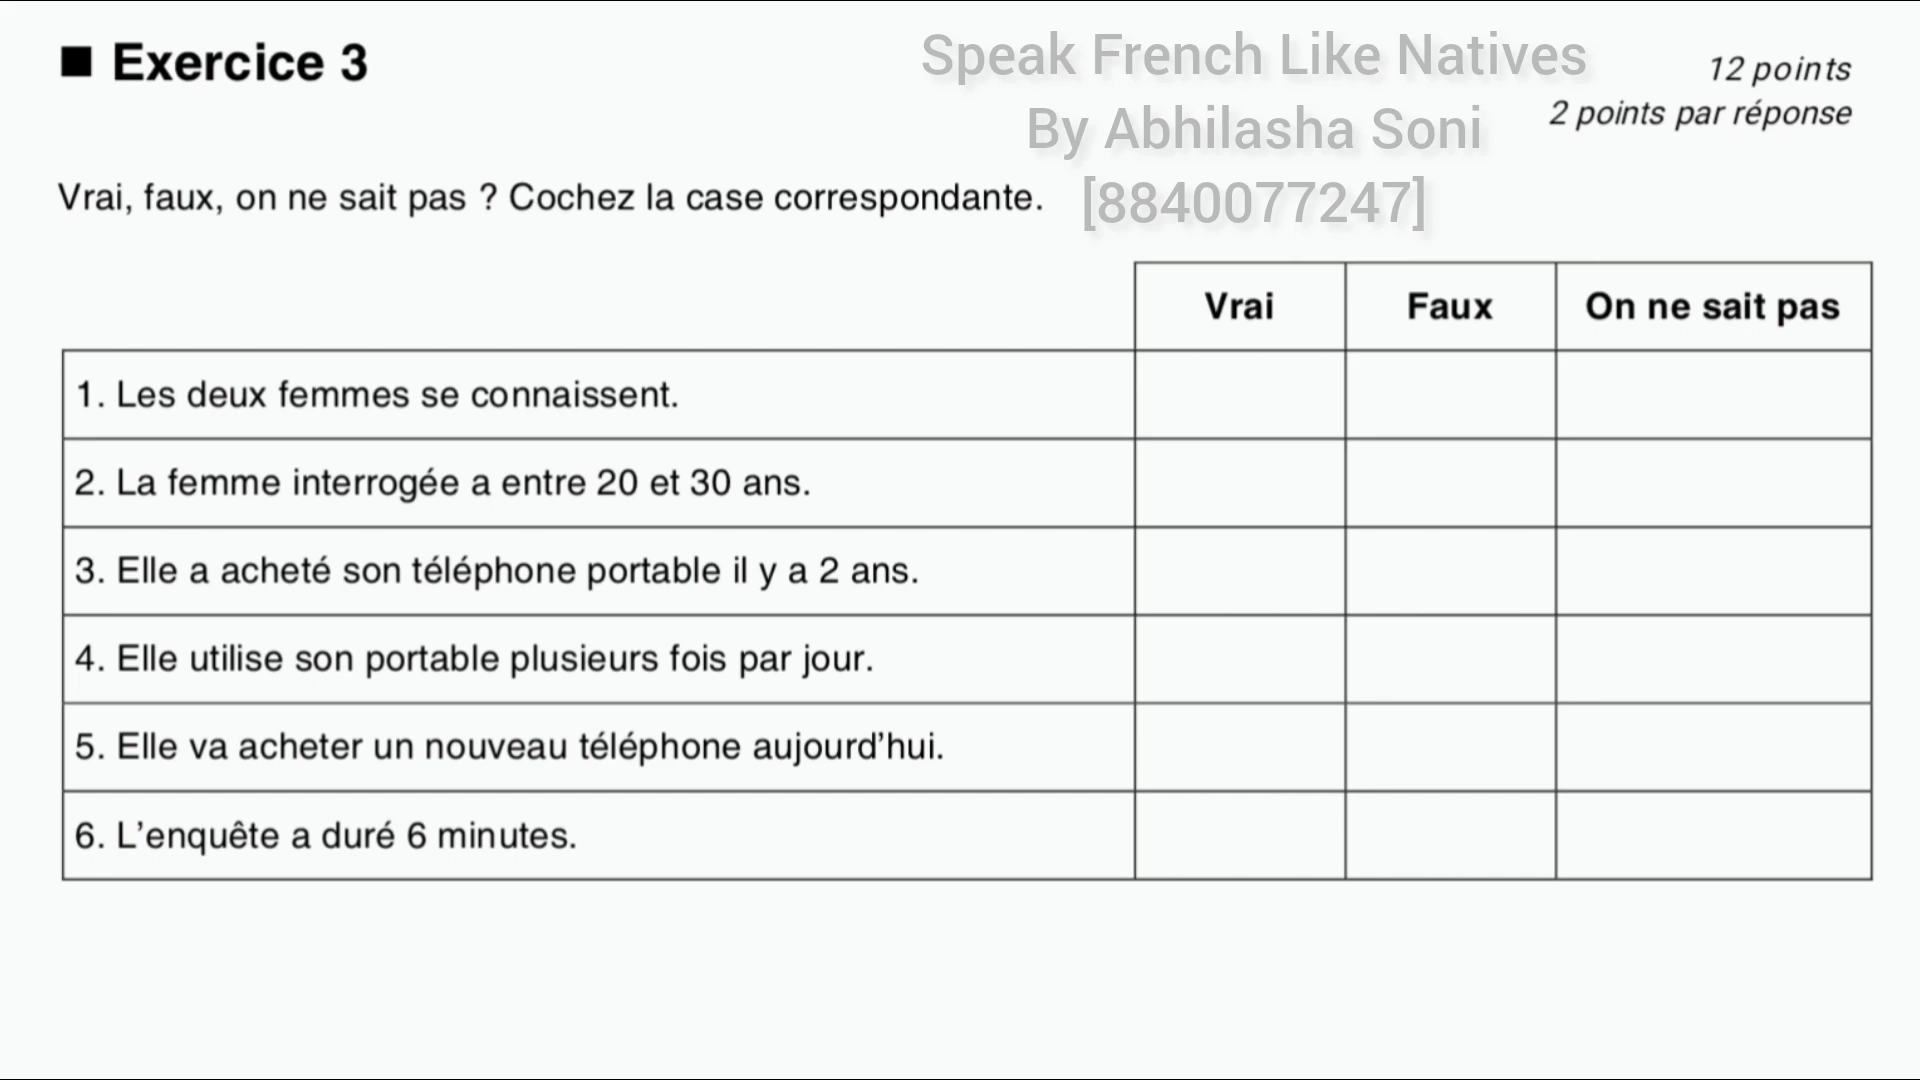 ■ Exercice 3
Speak French Like Natives
By Abhilasha Soni
[8840077247]
12 points
2 points par réponse
Vrai, faux, on ne sait pas ? Cochez la case correspondante.
Vrai Faux On ne sait pas
1. Les deux femmes se connaissent.
2. La femme interrogée a entre 20 et 30 ans.
3. Elle a acheté son téléphone portable il y a 2 ans.
4. Elle utilise son portable plusieurs fois par jour.
5. Elle va acheter un nouveau téléphone aujourd’hui.
6. L’enquête a duré 6 minutes.